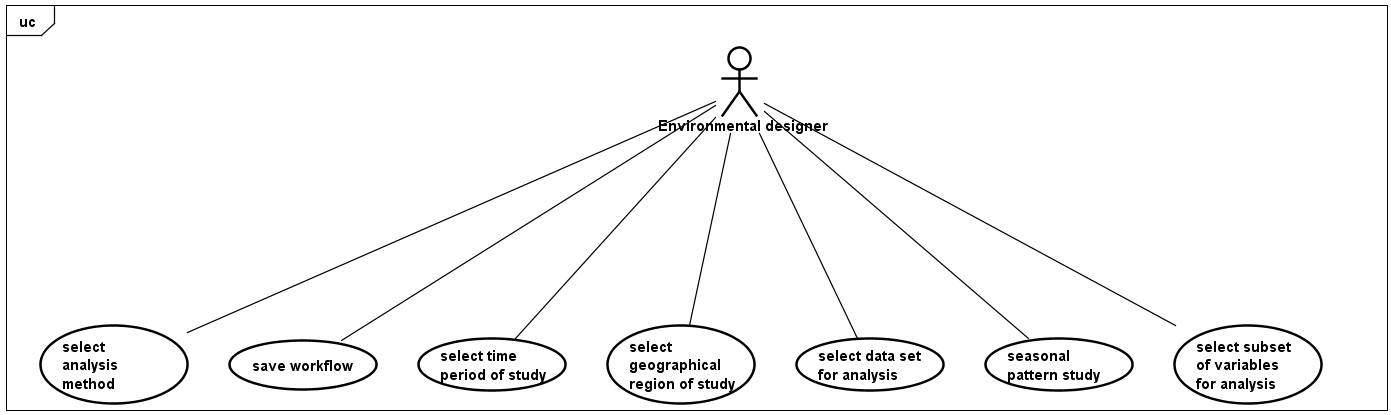 uc
Environmental designer
select
analysis
method
save workflow
select time
period of study
select
geographical
region of study
select data set
for analysis
seasonal
pattern study
select subset
of variables
for analysis